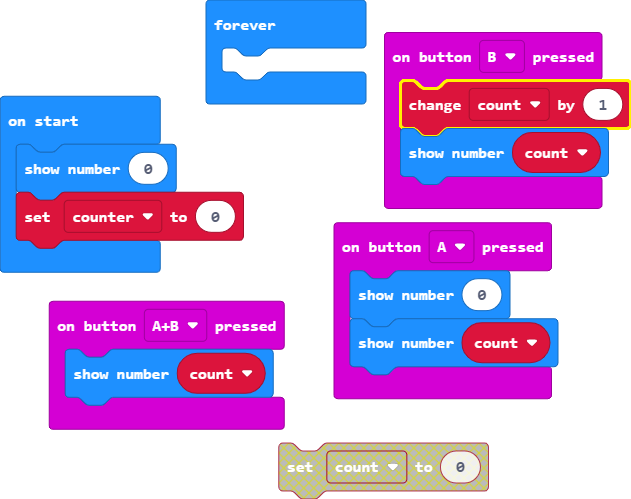 forever
on button B pressed
change count by 1
show number count
on start
show number 0
set counter to 0
on button A pressed
show number 0
show number count
on button A+B pressed
show number count
set count to 0